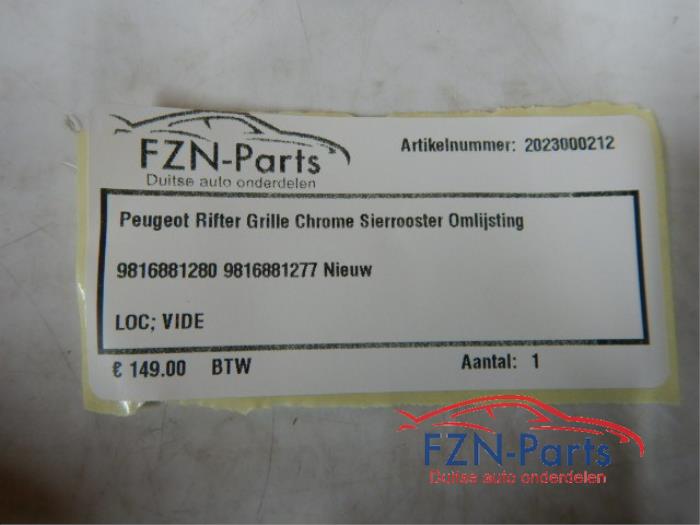 FZN-Parts
Duitse auto onderdelen
Artikelnummer: 2023000212
Peugeot Rifter Grille Chrome Sierrooster Omlijsting
9816881280 9816881277 Nieuw
LOC; VIDE
€ 149.00 BTW
Aantal: 1
FZN-Parts
Duitse auto onderdelen